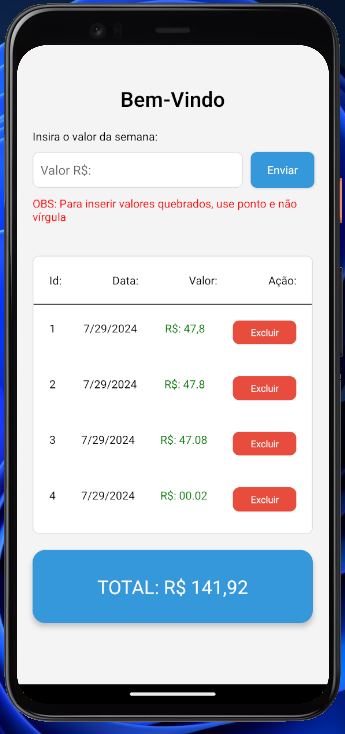 Bem-Vindo
Insira o valor da semana:
Valor R$:
Enviar
OBS: Para inserir valores quebrados, use ponto e não
vírgula
Id: Data: Valor: Ação:
1 7/29/2024 R$: 47,8 Excluir
2 7/29/2024 R$: 47.8 Excluir
3 7/29/2024 R$: 47.08 Excluir
4 7/29/2024 R$: 00.02 Excluir
TOTAL: R$ 141,92